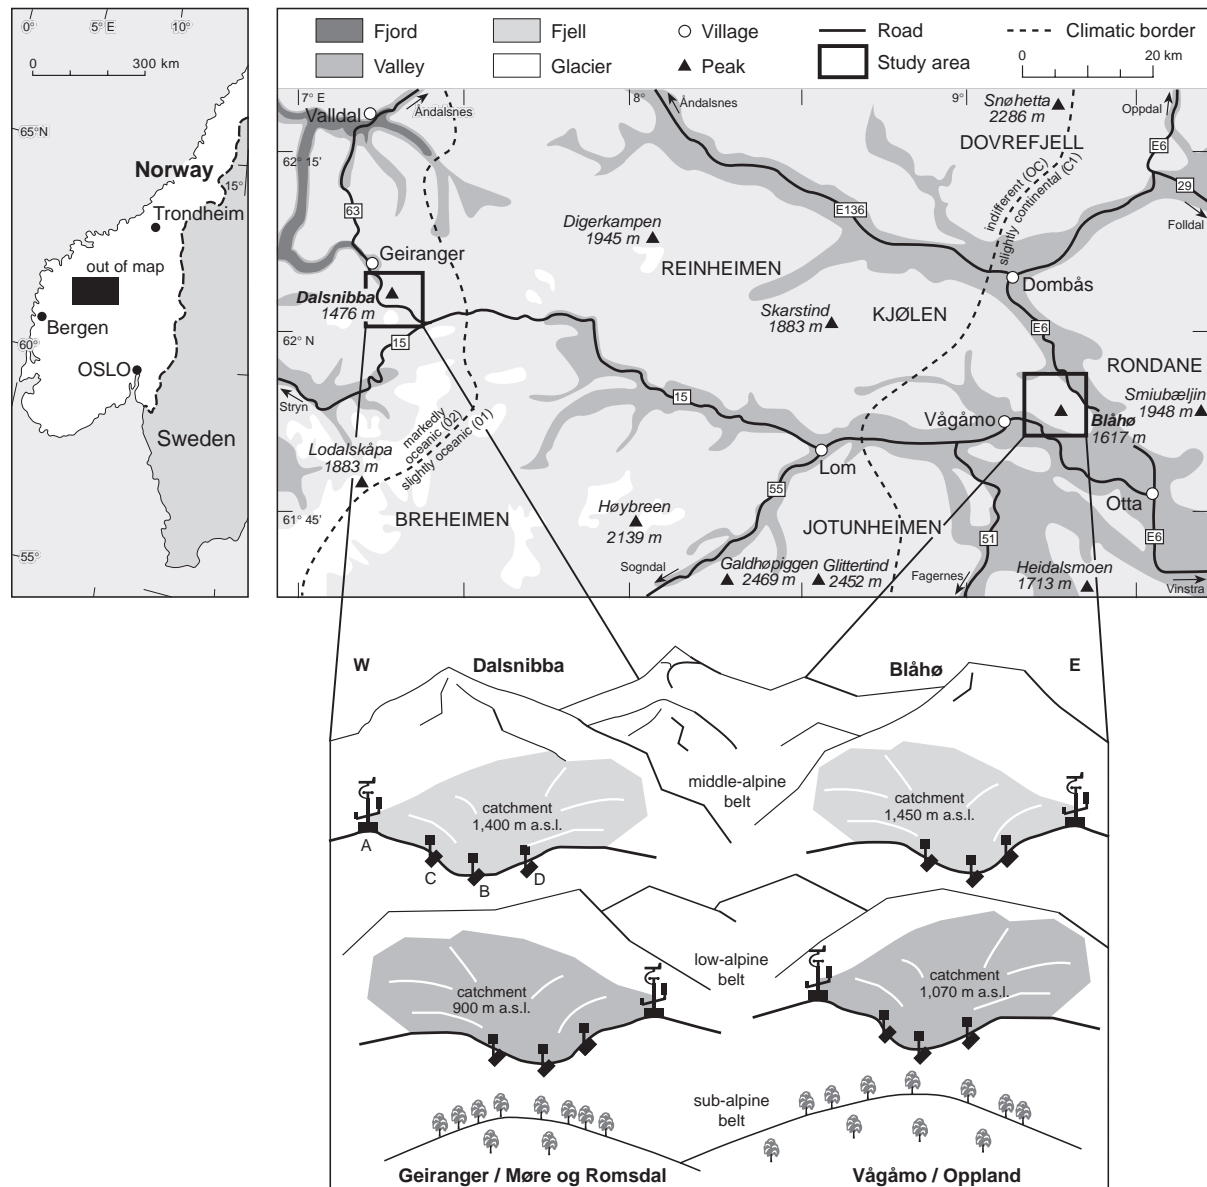 0°
5° E
10°
0
300 km
65°N
Norway
15°
Trondheim
out of map
Bergen
60°
OSLO
Sweden
55°
Fjord
Fjell
Village
Road
Climatic border
Valley
Glacier
Peak
Study area
0
20 km
7° E
8°
9°
Valldal
Åndalsnes
Åndalsnes
Snøhetta
2286 m
Oppdal
DOVREFJELL
E6
62° 15'
29
63
E136
indifferent (OC)
slightly continental (C1)
Folldal
Digerkampen
1945 m
Geiranger
REINHEIMEN
Dombås
Dalsnibba
1476 m
Skarstind
1883 m
KJØLEN
62° N
15
E6
RONDANE
Stryn
15
Smiubæljin
1948 m
Vågåmo
Blåhø
1617 m
markedly
oceanic (02)
slightly oceanic (01)
Lodalskåpa
1883 m
Lom
55
Otta
61° 45'
BREHEIMEN
Høybreen
2139 m
JOTUNHEIMEN
51
E6
Sogndal
Galdhøpiggen
2469 m
Glittertind
2452 m
Fagernes
Heidalsmoen
1713 m
Vinstra
W
Dalsnibba
Blåhø
E
middle-alpine
belt
catchment
1,400 m a.s.l.
catchment
1,450 m a.s.l.
A
C
B
D
low-alpine
belt
catchment
900 m a.s.l.
catchment
1,070 m a.s.l.
sub-alpine
belt
Geiranger / Møre og Romsdal
Vågåmo / Oppland